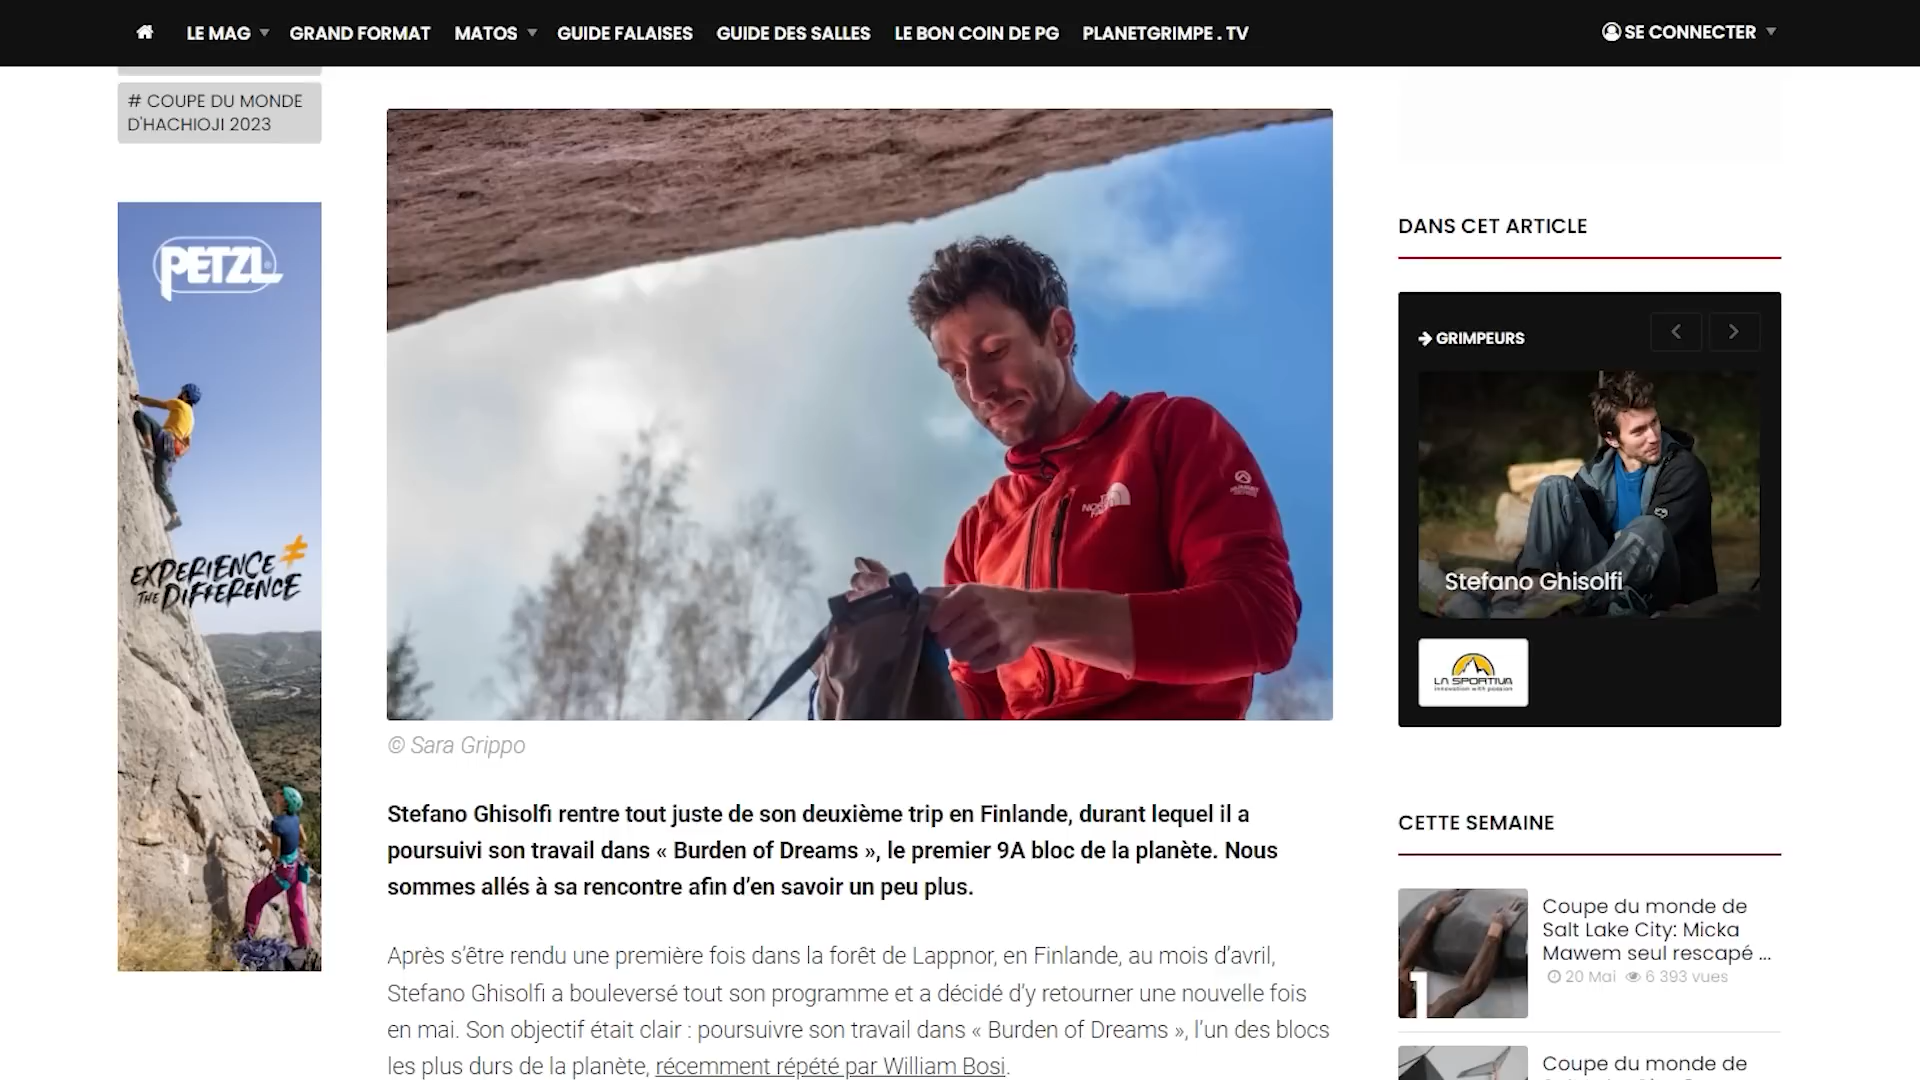 LE MAG
GRAND FORMAT
MATOS
GUIDE FALAISES
GUIDE DES SALLES
LE BON COIN DE PG
PLANETGRIMPE . TV
SE CONNECTER
# COUPE DU MONDE
D'HACHIOJI 2023
PETZL
EXPERIENCE
THE DIFFERENCE
THE NORTH FACE
© Sara Grippo
Stefano Ghisolfi rentre tout juste de son deuxième trip en Finlande, durant lequel il a
poursuivi son travail dans « Burden of Dreams », le premier 9A bloc de la planète. Nous
sommes allés à sa rencontre afin d’en savoir un peu plus.
Après s’être rendu une première fois dans la forêt de Lappnor, en Finlande, au mois d’avril,
Stefano Ghisolfi a bouleversé tout son programme et a décidé d’y retourner une nouvelle fois
en mai. Son objectif était clair : poursuivre son travail dans « Burden of Dreams », l’un des blocs
les plus durs de la planète, récemment répété par William Bosi.
DANS CET ARTICLE
GRIMPEURS
Stefano Ghisolfi
LA SPORTIVA
innovation with passion
CETTE SEMAINE
1
Coupe du monde de
Salt Lake City: Micka
Mawem seul rescapé ...
20 Mai 6 393 vues
Coupe du monde de